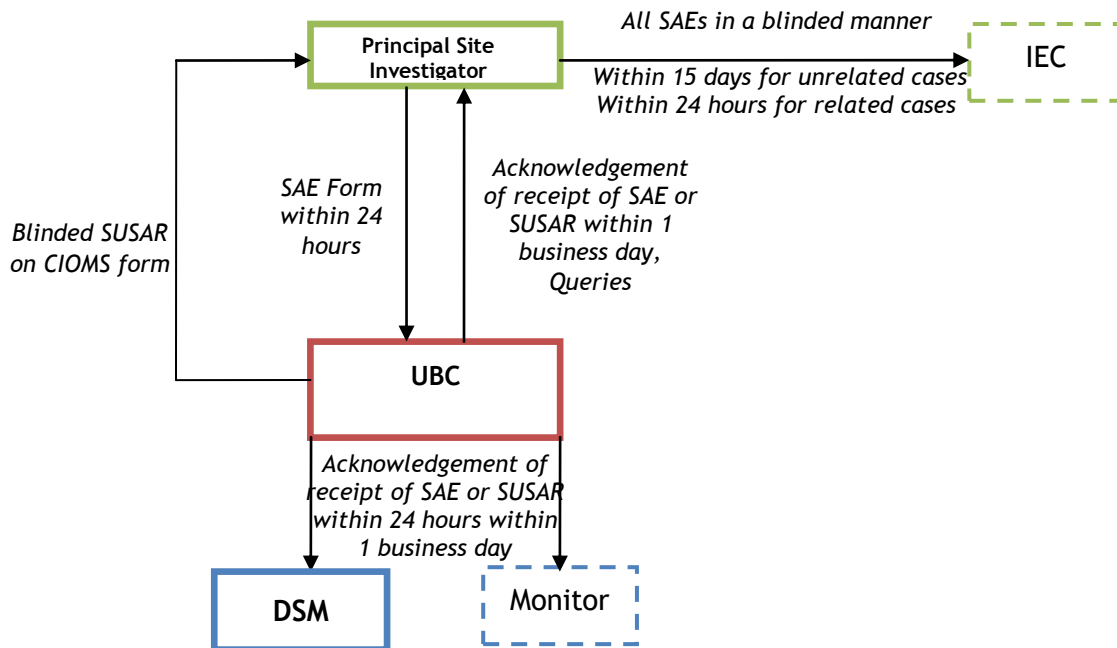 All SAEs in a blinded manner
Principal Site
Investigator
IEC
Within 15 days for unrelated cases
Within 24 hours for related cases
SAE Form
within 24
hours
Acknowledgement
of receipt of SAE or
SUSAR within 1
business day,
Queries
Blinded SUSAR
on CIOMS form
UBC
Acknowledgement of
receipt of SAE or SUSAR
within 24 hours within
1 business day
DSM
Monitor